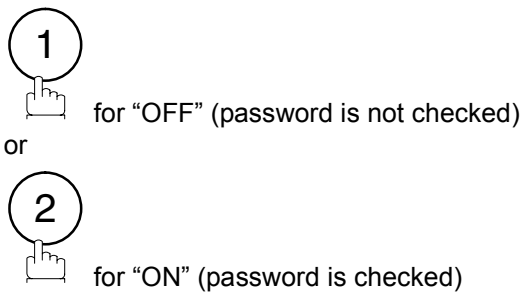 1
for “OFF” (password is not checked)
or
2
for “ON” (password is checked)